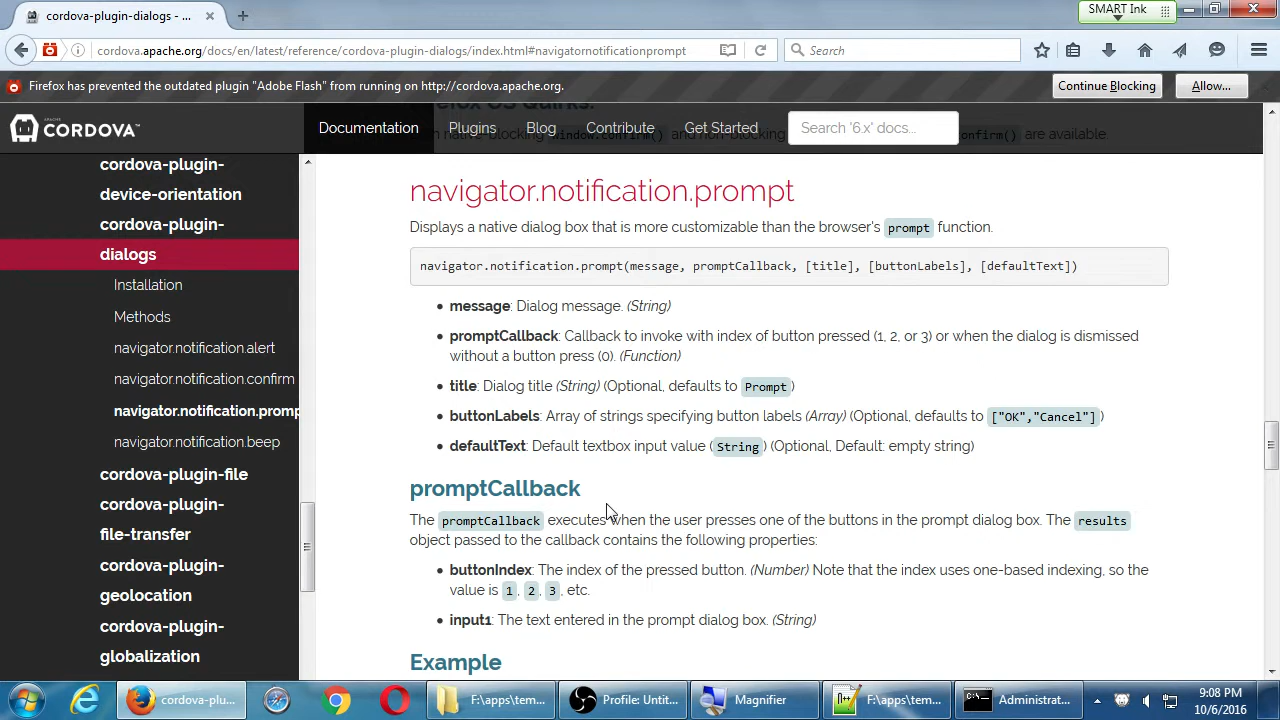 cordova-plugin-dialogs - ...
SMART Ink
cordova.apache.org/docs/en/latest/reference/cordova-plugin-dialogs/index.html#navigatornotificationprompt
Search
Firefox has prevented the outdated plugin "Adobe Flash" from running on http://cordova.apache.org.
Continue Blocking
Allow...
APACHE
CORDOVA™
Documentation
Plugins
Blog
Contribute
Get Started
Search '6.x' docs...
window.confirm() and non-blocking
confirm() are available.
cordova-plugin-
device-orientation
cordova-plugin-
dialogs
Installation
Methods
navigator.notification.alert
navigator.notification.confirm
navigator.notification.promp
navigator.notification.beep
cordova-plugin-file
cordova-plugin-
file-transfer
cordova-plugin-
geolocation
cordova-plugin-
globalization
navigator.notification.prompt
Displays a native dialog box that is more customizable than the browser's prompt function.
navigator.notification.prompt(message, promptCallback, [title], [buttonLabels], [defaultText])
message: Dialog message. (String)
promptCallback: Callback to invoke with index of button pressed (1, 2, or 3) or when the dialog is dismissed
without a button press (0). (Function)
title: Dialog title (String) (Optional, defaults to Prompt)
buttonLabels: Array of strings specifying button labels (Array) (Optional, defaults to ["OK","Cancel"])
defaultText: Default textbox input value (String) (Optional, Default: empty string)
promptCallback
The promptCallback executes when the user presses one of the buttons in the prompt dialog box. The results
object passed to the callback contains the following properties:
buttonIndex: The index of the pressed button. (Number) Note that the index uses one-based indexing, so the
value is 1, 2, 3, etc.
input1: The text entered in the prompt dialog box. (String)
Example
cordova-plu...
F:\apps\tem...
Profile: Untit...
Magnifier
F:\apps\tem...
Administrat...
9:08 PM
10/6/2016